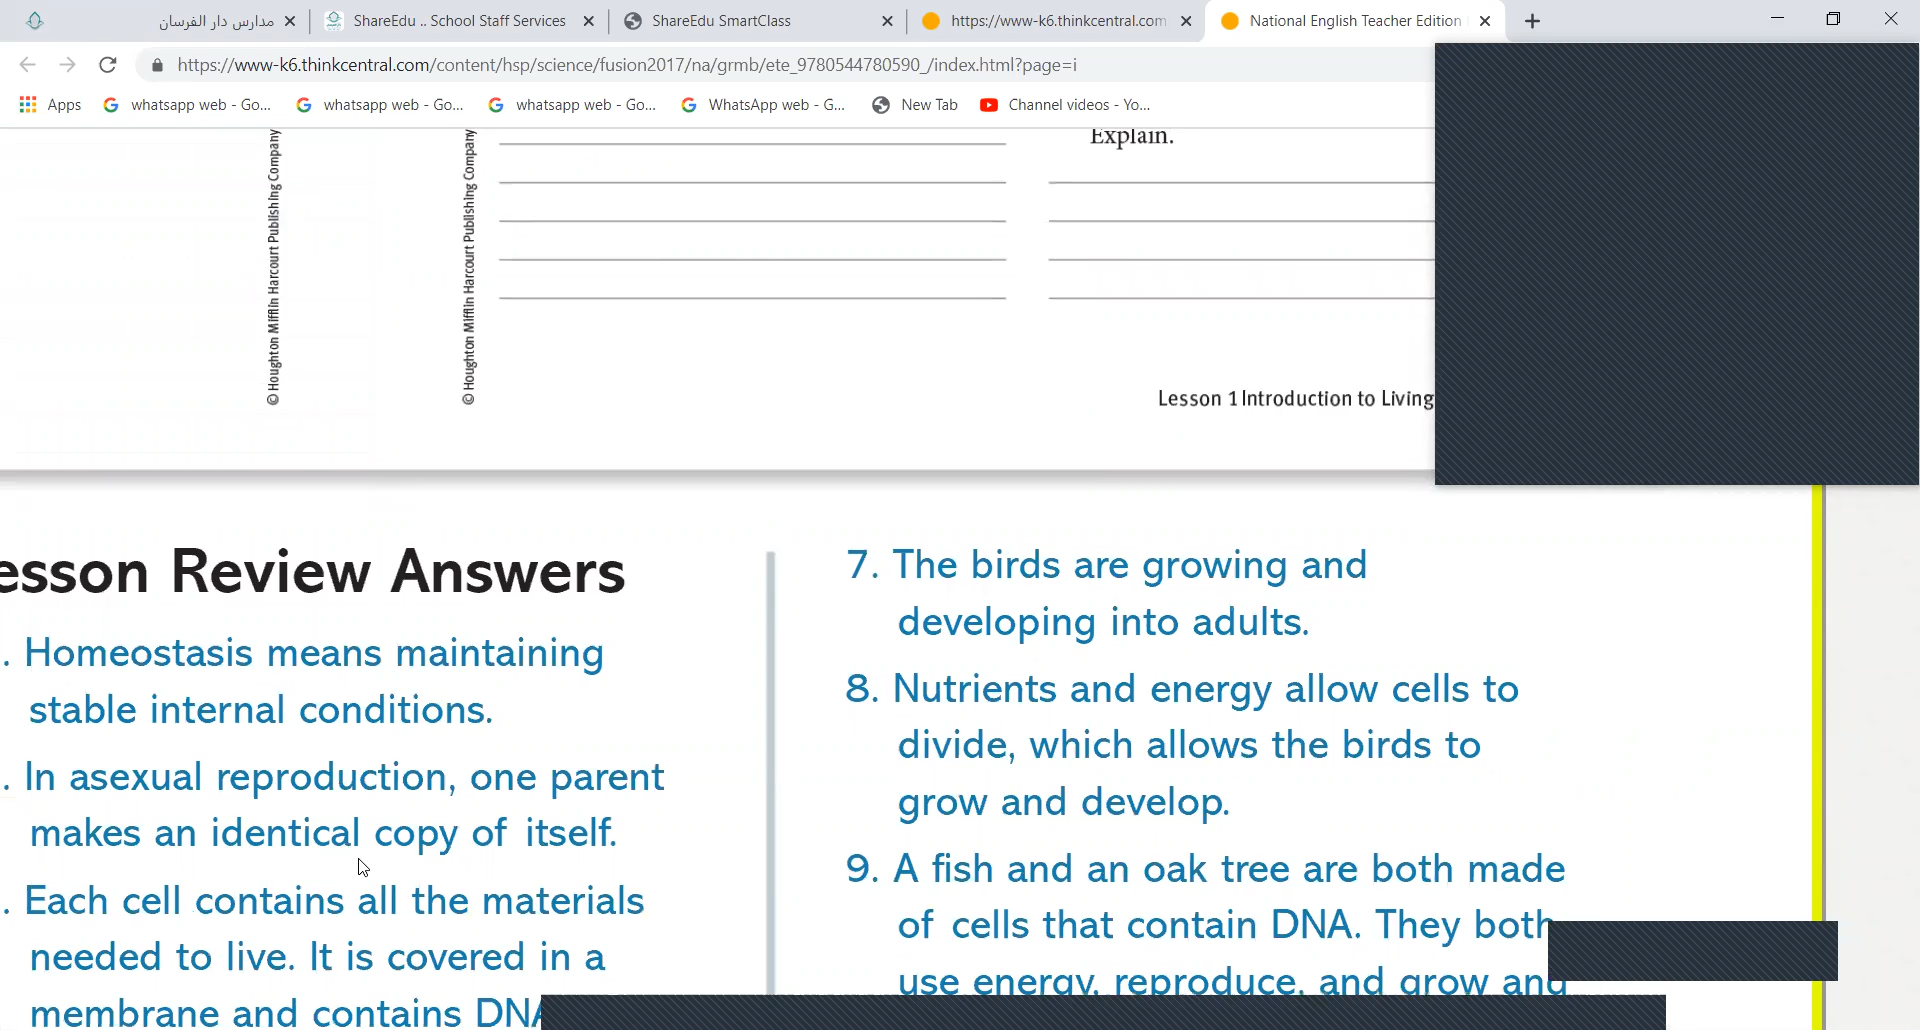 مدارس دار الفرسان
ShareEdu .. School Staff Services
ShareEdu SmartClass
https://www-k6.thinkcentral.com
National English Teacher Edition
https://www-k6.thinkcentral.com/content/hsp/science/fusion2017/na/grmb/ete_9780544780590_/index.html?page=i
Apps
whatsapp web - Go...
whatsapp web - Go...
whatsapp web - Go...
WhatsApp web - G...
New Tab
Channel videos - Yo...
© Houghton Mifflin Harcourt Publishing Company
© Houghton Mifflin Harcourt Publishing Company
Explain.
Lesson 1 Introduction to Living
esson Review Answers
. Homeostasis means maintaining
stable internal conditions.
. In asexual reproduction, one parent
makes an identical copy of itself.
. Each cell contains all the materials
needed to live. It is covered in a
membrane and contains DNA
7. The birds are growing and
developing into adults.
8. Nutrients and energy allow cells to
divide, which allows the birds to
grow and develop.
9. A fish and an oak tree are both made
of cells that contain DNA. They both
use energy, reproduce, and grow and